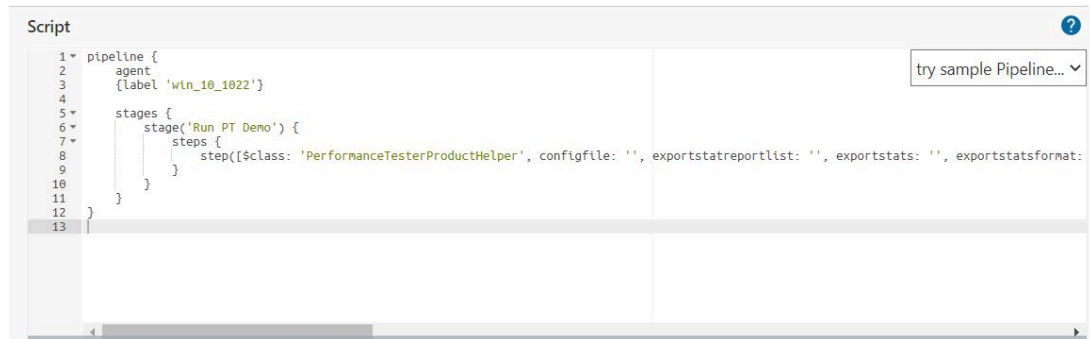 Script
?
try sample Pipeline...
1 pipeline {
2     agent
3     {label 'win_10_1022'}
4
5     stages {
6         stage('Run PT Demo') {
7             steps {
8                 step([$class: 'PerformanceTesterProductHelper', configfile: '', exportstatreportlist: '', exportstats: '', exportstatsformat:
9             }
10         }
11     }
12 }
13